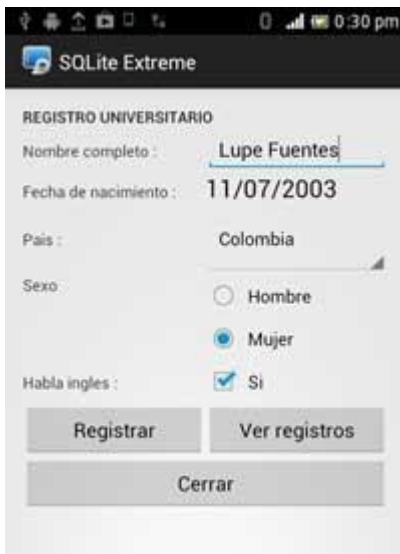 0:30 pm
SQLite Extreme
REGISTRO UNIVERSITARIO
Nombre completo : Lupe Fuentes
Fecha de nacimiento : 11/07/2003
Pais : Colombia
Sexo
Hombre
Mujer
Habla ingles : Si
Registrar Ver registros
Cerrar